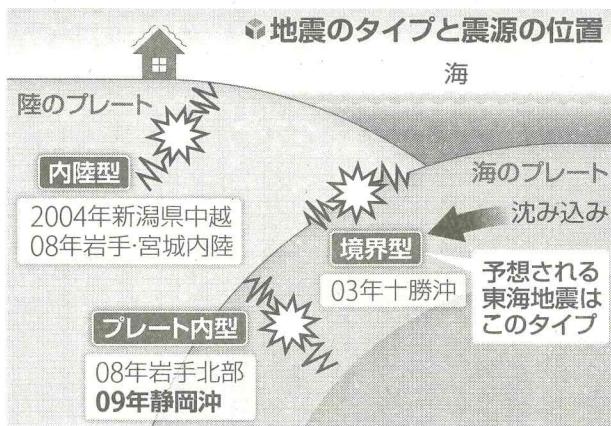 地震のタイプと震源の位置
海
陸のプレート
内陸型
2004年新潟県中越
08年岩手·宮城内陸
海のプレート
沈み込み
境界型
03年十勝沖
予想される
東海地震は
このタイプ
プレート内型
08年岩手北部
09年静岡沖